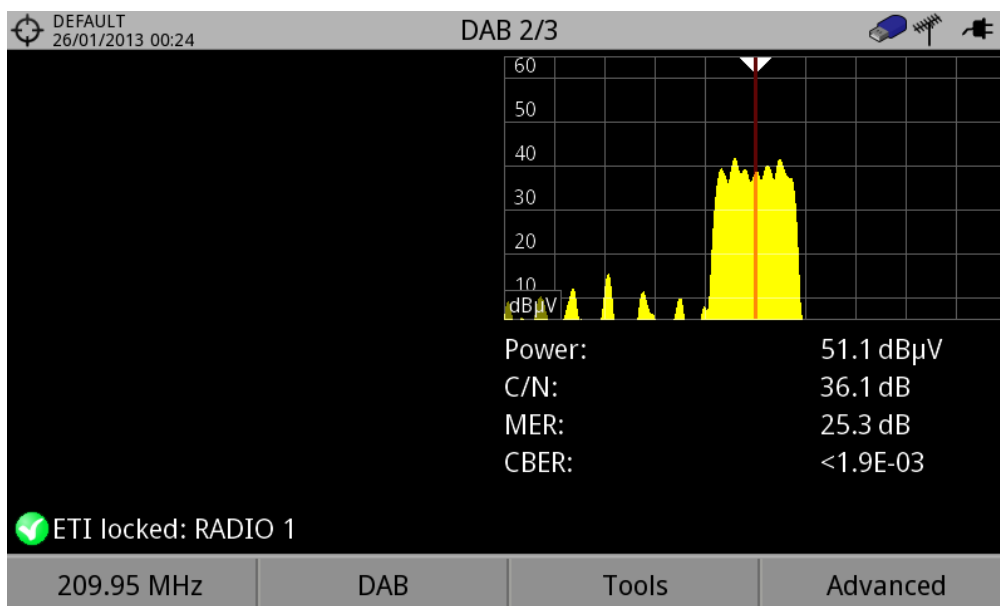 DEFAULT
26/01/2013 00:24
DAB 2/3
60
50
40
30
20
10
dBµV
Power: 51.1 dBµV
C/N: 36.1 dB
MER: 25.3 dB
CBER: <1.9E-03
ETI locked: RADIO 1
209.95 MHz DAB Tools Advanced